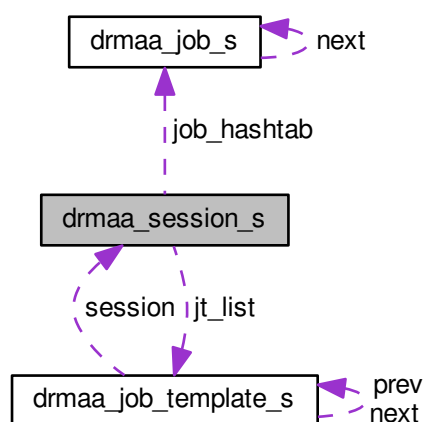 drmaa_job_s
next
job_hashtab
drmaa_session_s
session
jt_list
drmaa_job_template_s
prev
next